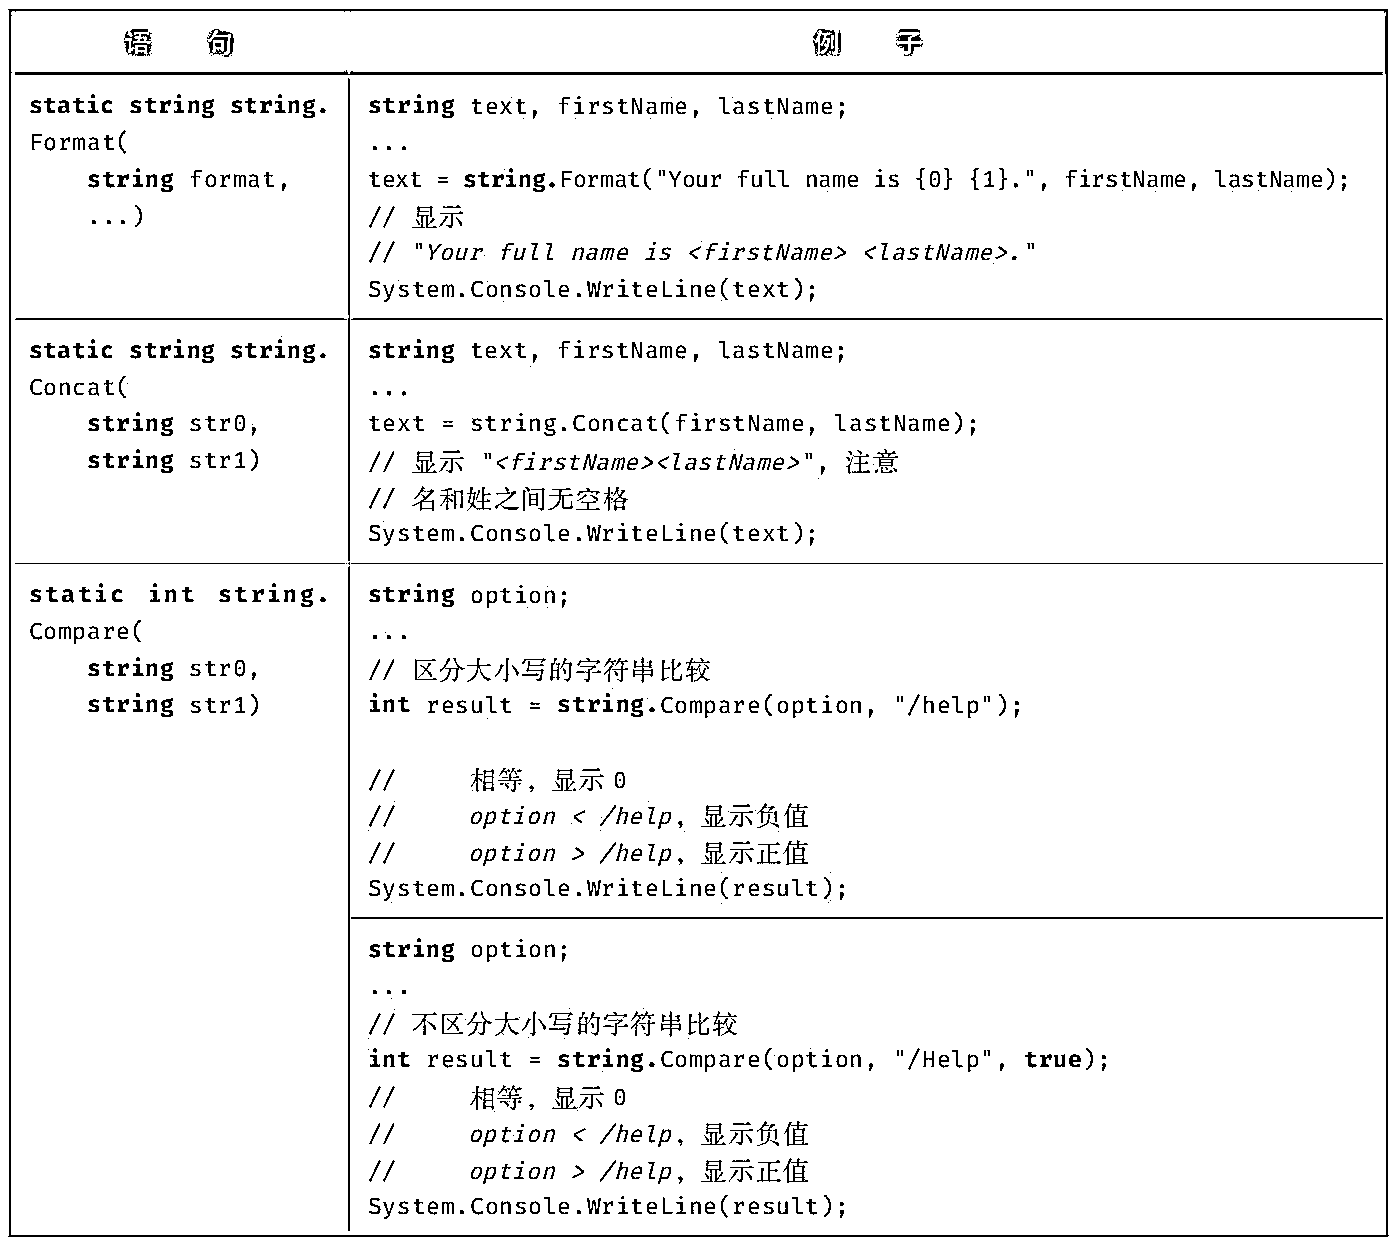 语 句
例 子
static string string.
Format(
    string format,
    ...)
string text, firstName, lastName;
...
text = string.Format("Your full name is {0} {1}.", firstName, lastName);
// 显示
// "Your full name is <firstName> <lastName>."
System.Console.WriteLine(text);
static string string.
Concat(
    string str0,
    string str1)
string text, firstName, lastName;
...
text = string.Concat(firstName, lastName);
// 显示 "<firstName><lastName>", 注意
// 名和姓之间无空格
System.Console.WriteLine(text);
static int string.
Compare(
    string str0,
    string str1)
string option;
...
// 区分大小写的字符串比较
int result = string.Compare(option, "/help");
//     相等，显示 0
//     option < /help，显示负值
//     option > /help，显示正值
System.Console.WriteLine(result);
string option;
...
// 不区分大小写的字符串比较
int result = string.Compare(option, "/Help", true);
//     相等，显示 0
//     option < /help，显示负值
//     option > /help，显示正值
System.Console.WriteLine(result);